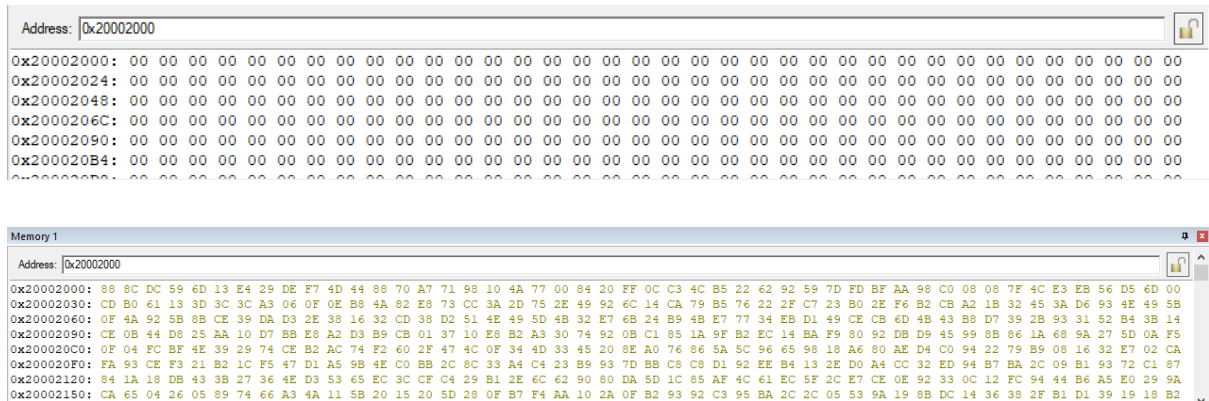 Address: 0x20002000
0x20002000: 00 00 00 00 00 00 00 00 00 00 00 00 00 00 00 00 00 00 00 00 00 00 00 00 00 00 00 00 00 00 00 00 00 00 00 00
0x20002024: 00 00 00 00 00 00 00 00 00 00 00 00 00 00 00 00 00 00 00 00 00 00 00 00 00 00 00 00 00 00 00 00 00 00 00 00
0x20002048: 00 00 00 00 00 00 00 00 00 00 00 00 00 00 00 00 00 00 00 00 00 00 00 00 00 00 00 00 00 00 00 00 00 00 00 00
0x2000206C: 00 00 00 00 00 00 00 00 00 00 00 00 00 00 00 00 00 00 00 00 00 00 00 00 00 00 00 00 00 00 00 00 00 00 00 00
0x20002090: 00 00 00 00 00 00 00 00 00 00 00 00 00 00 00 00 00 00 00 00 00 00 00 00 00 00 00 00 00 00 00 00 00 00 00 00
0x200020B4: 00 00 00 00 00 00 00 00 00 00 00 00 00 00 00 00 00 00 00 00 00 00 00 00 00 00 00 00 00 00 00 00 00 00 00 00
Memory 1
Address: 0x20002000
0x20002000: 88 8C DC 59 6D 13 E4 29 DE F7 4D 44 88 70 A7 71 98 10 4A 77 00 84 20 FF 0C C3 4C B5 22 62 92 59 7D FD BF AA 98 C0 08 08 7F 4C E3 EB 56 D5 6D 00
0x20002030: CD B0 61 13 3D 3C 3C A3 06 0F 0E B8 4A 82 E8 73 CC 3A 2D 75 2E 49 92 6C 14 CA 79 B5 76 22 2F C7 23 B0 2E F6 B2 CB A2 1B 32 45 3A D6 93 4E 49 5B
0x20002060: 0F 4A 92 5B 8B CE 39 DA D3 2E 38 16 32 CD 38 D2 51 4E 49 5D 4B 32 E7 6B 24 B9 4B E7 77 34 EB D1 49 CE CB 6D 4B 43 B8 D7 39 2B 93 31 52 B4 3B 14
0x20002090: CE 0B 44 D8 25 AA 10 D7 BB E8 A2 D3 B9 CB 01 37 10 E8 B2 A3 30 74 92 0B C1 85 1A 9F B2 EC 14 BA F9 80 92 DB D9 45 99 8B 86 1A 68 9A 27 5D 0A F5
0x200020C0: 0F 04 FC BF 4E 39 29 74 CE B2 AC 74 F2 60 2F 47 4C 0F 34 4D 33 45 20 8E A0 76 86 5A 5C 96 65 98 18 A6 80 AE D4 C0 94 22 79 B9 08 16 32 E7 02 CA
0x200020F0: FA 93 CE F3 21 B2 1C F5 47 D1 A5 9B 4E C0 BB 2C 8C 33 A4 C4 23 B9 93 7D BB C8 C8 D1 92 EE B4 13 2E D0 A4 CC 32 ED 94 B7 BA 2C 09 B1 93 72 C1 87
0x20002120: 84 1A 18 DB 43 3B 27 36 4E D3 53 65 EC 3C CF C4 29 B1 2E 6C 62 90 80 DA 5D 1C 85 AF 4C 61 EC 5F 2C E7 CE 0E 92 33 0C 12 FC 94 44 B6 A5 E0 29 9A
0x20002150: CA 65 04 26 05 89 74 66 A3 4A 11 5B 20 15 20 5D 28 0F B7 F4 AA 10 2A 0F B2 93 92 C3 95 BA 2C 2C 05 53 9A 19 8B DC 14 36 38 2F B1 D1 39 19 18 B2